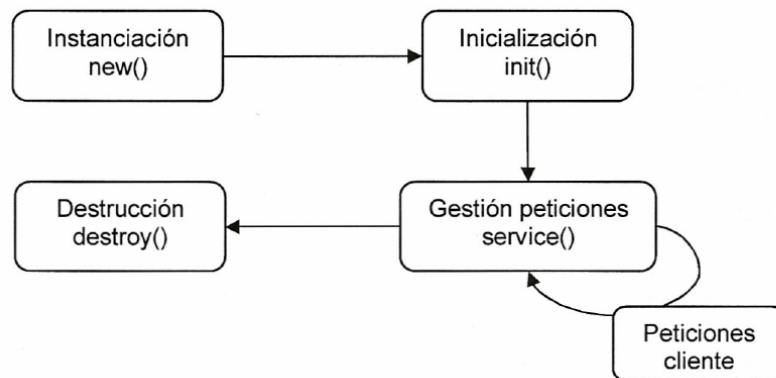 Instanciación
new()
Inicialización
init()
Destrucción
destroy()
Gestión peticiones
service()
Peticiones
cliente